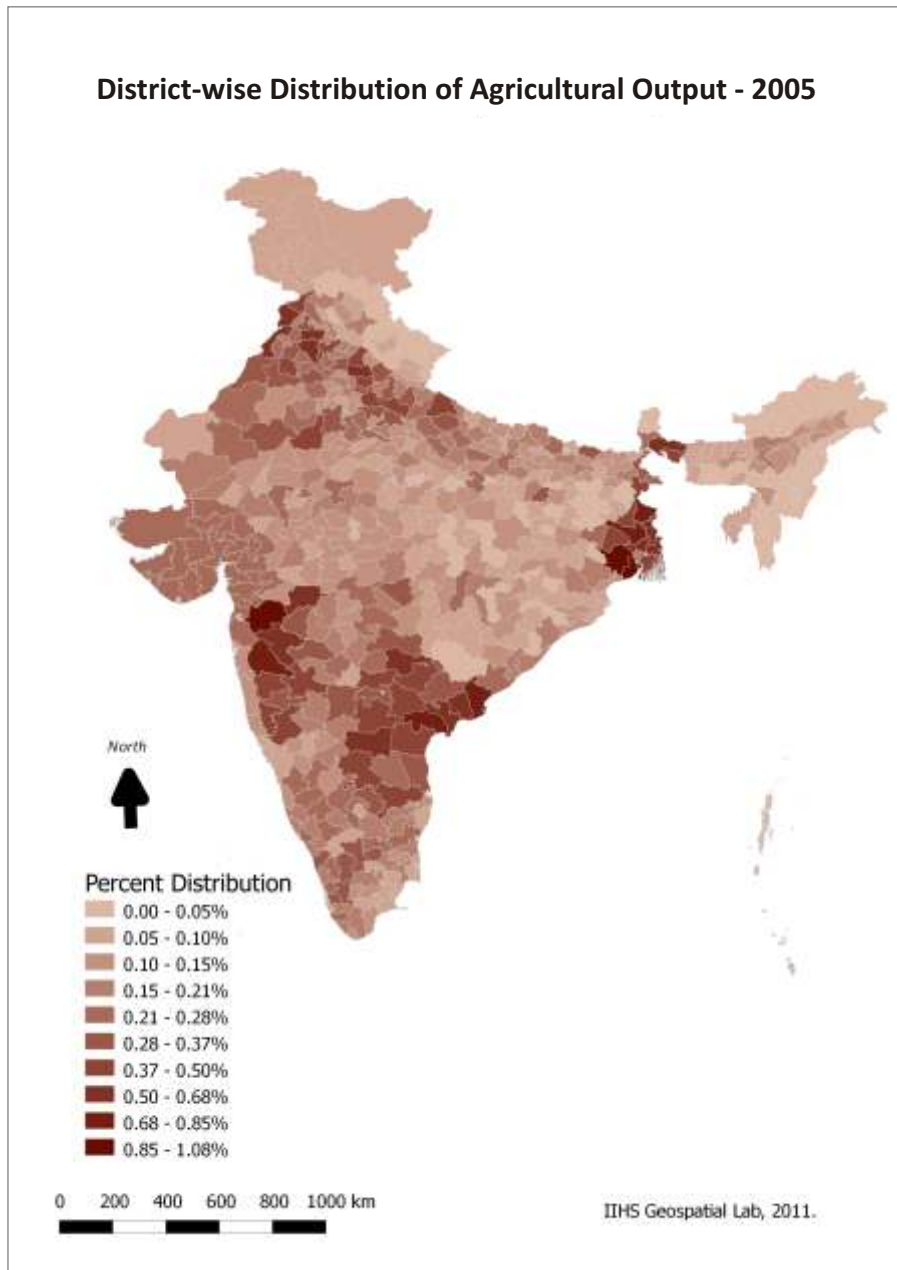 District-wise Distribution of Agricultural Output - 2005
North
Percent Distribution
0.00 - 0.05%
0.05 - 0.10%
0.10 - 0.15%
0.15 - 0.21%
0.21 - 0.28%
0.28 - 0.37%
0.37 - 0.50%
0.50 - 0.68%
0.68 - 0.85%
0.85 - 1.08%
0 200 400 600 800 1000 km
IIHS Geospatial Lab, 2011.